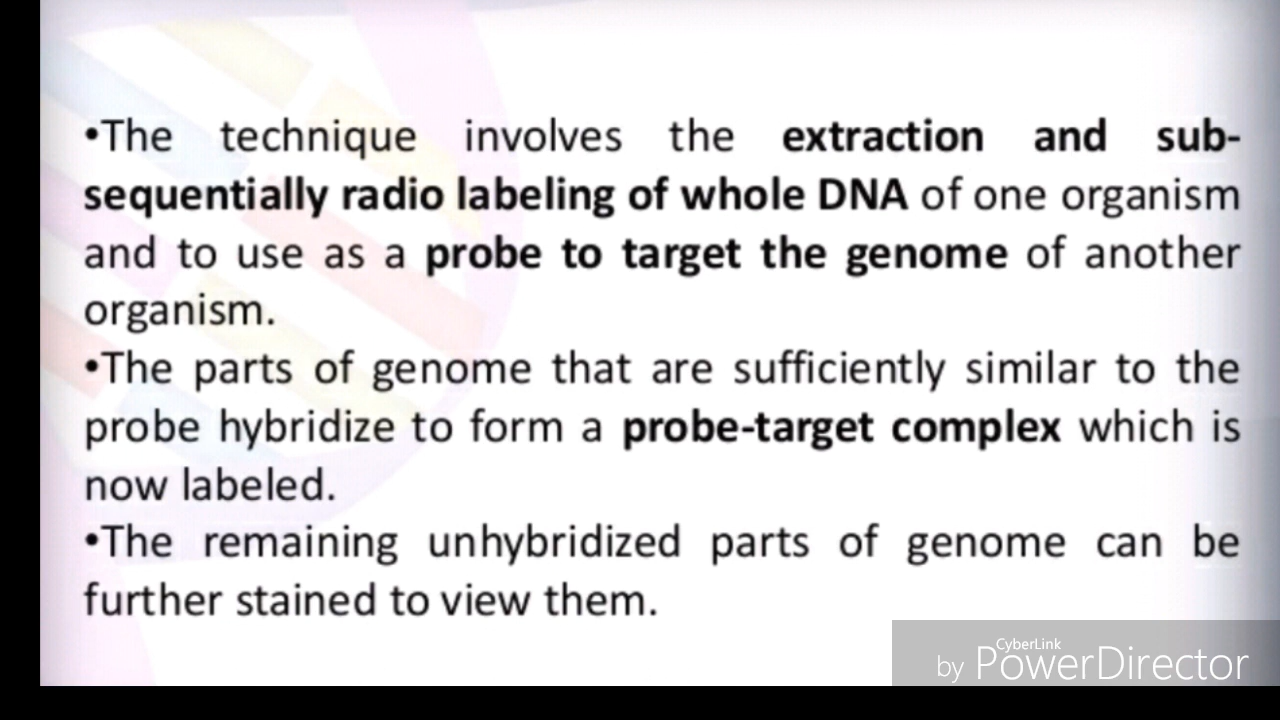 •The technique involves the extraction and sub-
sequentially radio labeling of whole DNA of one organism
and to use as a probe to target the genome of another
organism.
•The parts of genome that are sufficiently similar to the
probe hybridize to form a probe-target complex which is
now labeled.
•The remaining unhybridized parts of genome can be
further stained to view them.
CyberLink
by PowerDirector